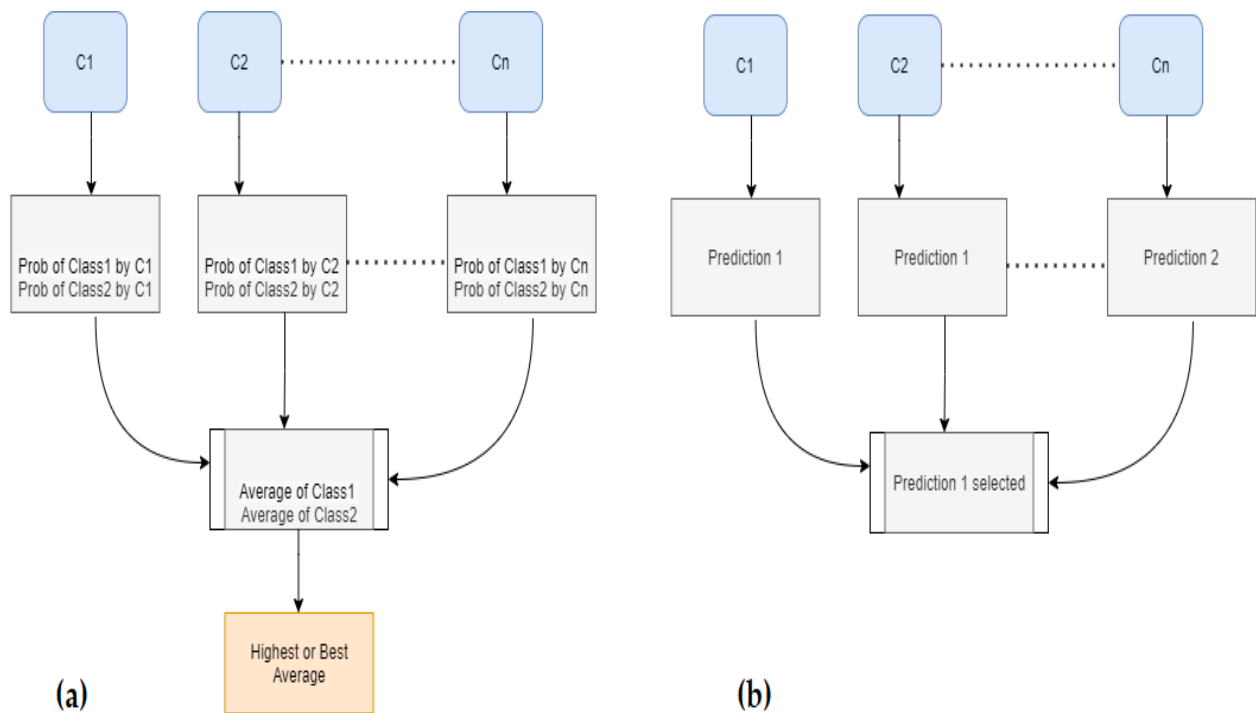 C1
C2
Cn
Prob of Class1 by C1
Prob of Class2 by C1
Prob of Class1 by C2
Prob of Class2 by C2
Prob of Class1 by Cn
Prob of Class2 by Cn
Average of Class1
Average of Class2
Highest or Best
Average
(a)
C1
C2
Cn
Prediction 1
Prediction 1
Prediction 2
Prediction 1 selected
(b)